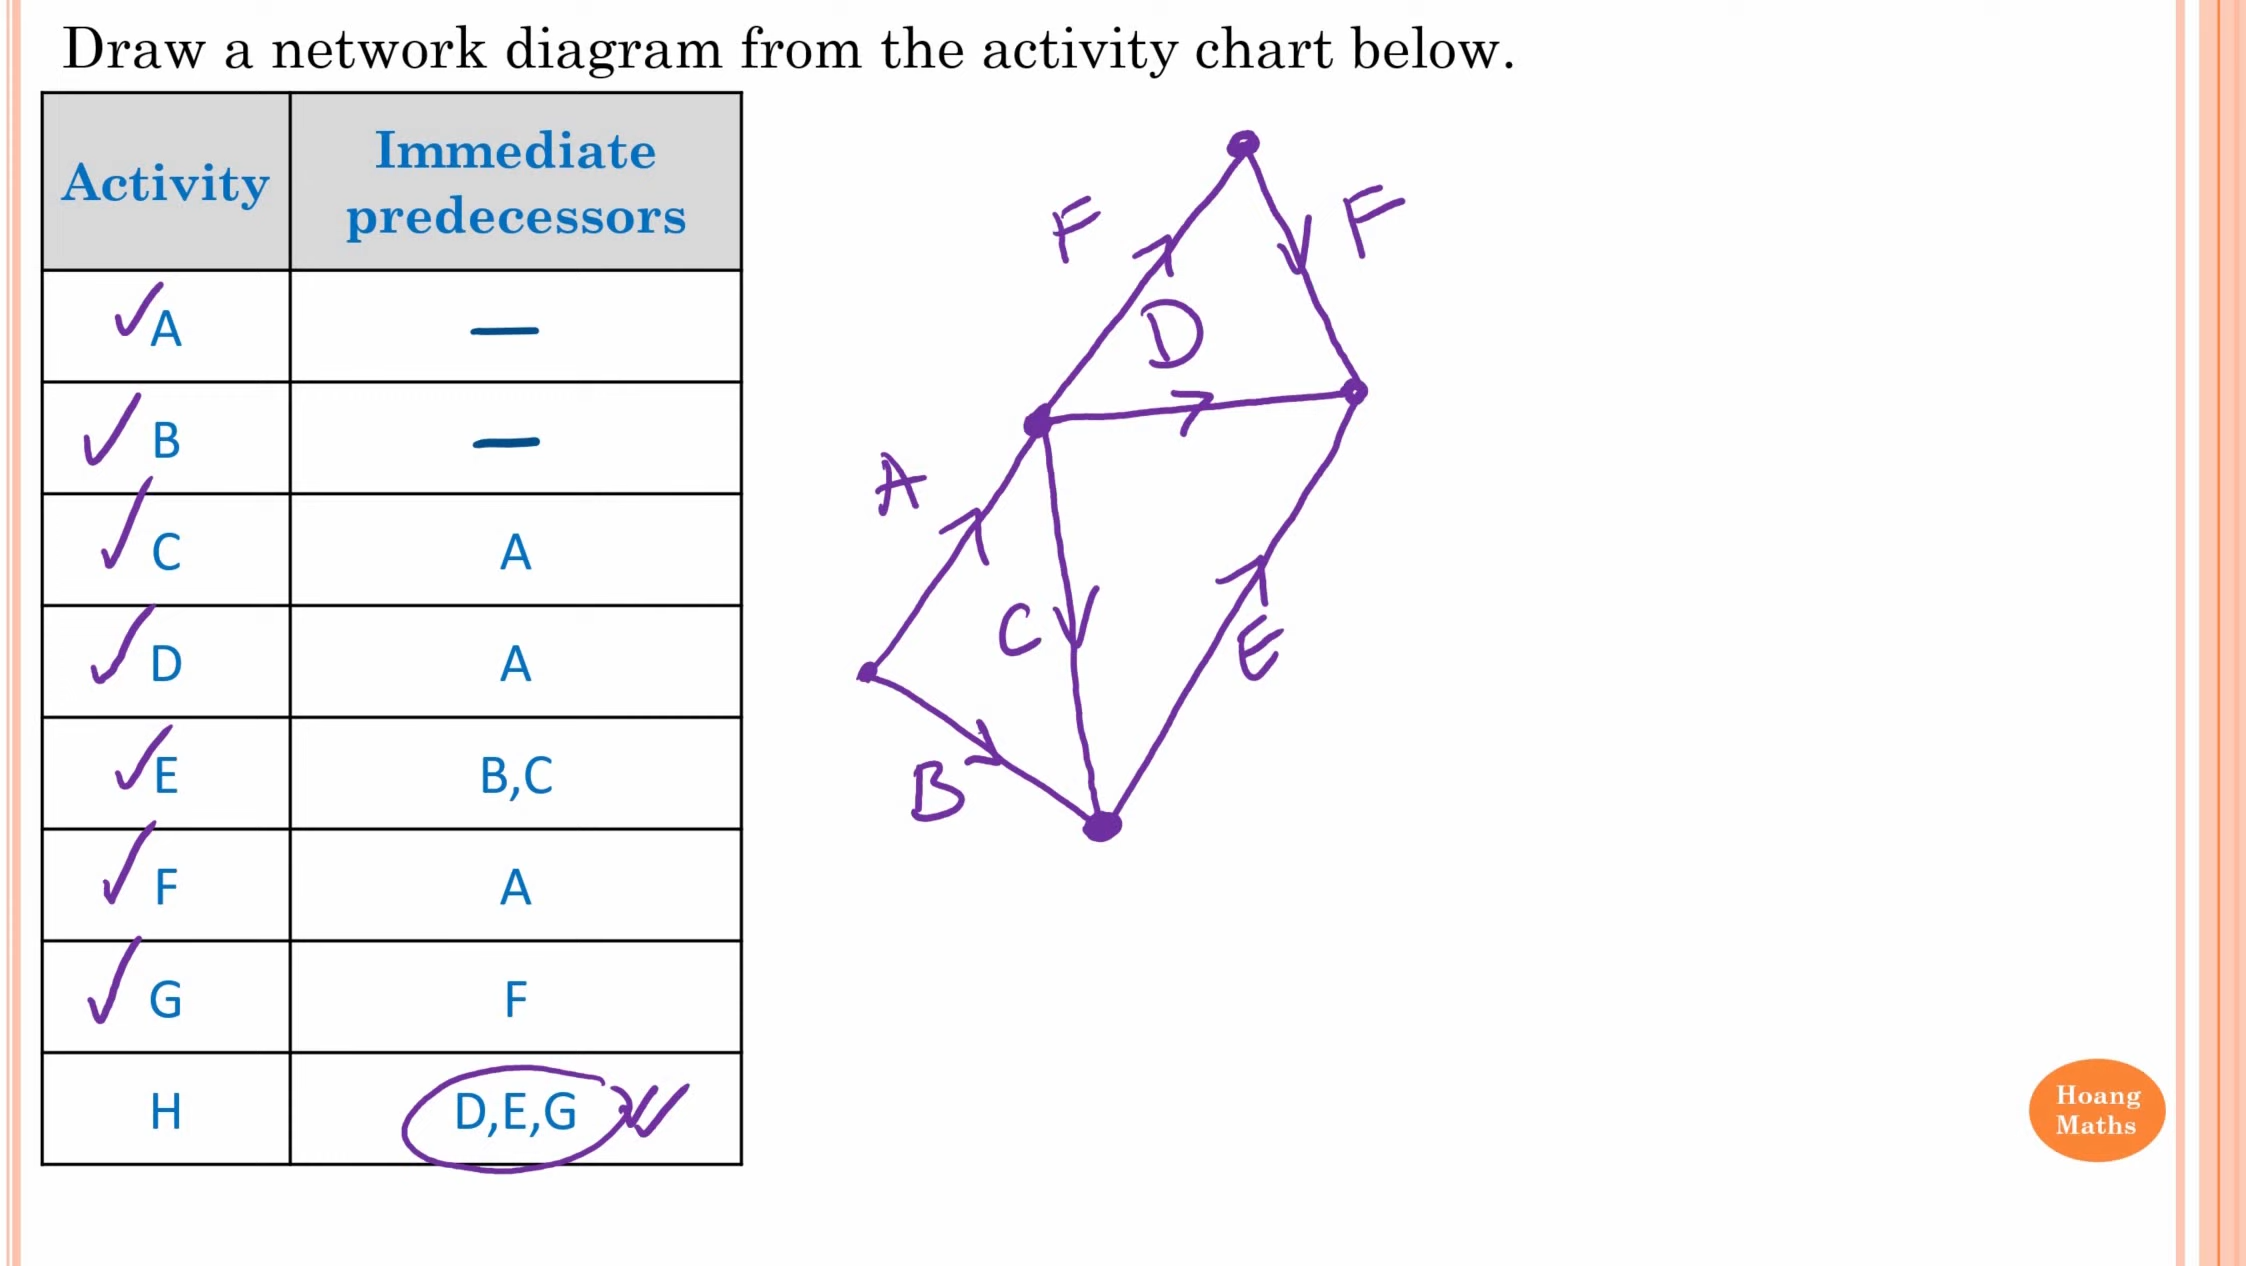 Draw a network diagram from the activity chart below.
Activity
Immediate
predecessors
A
—
B
—
C
A
D
A
E
B,C
F
A
G
F
H
D,E,G
F
F
D
A
C
E
B
Hoang
Maths